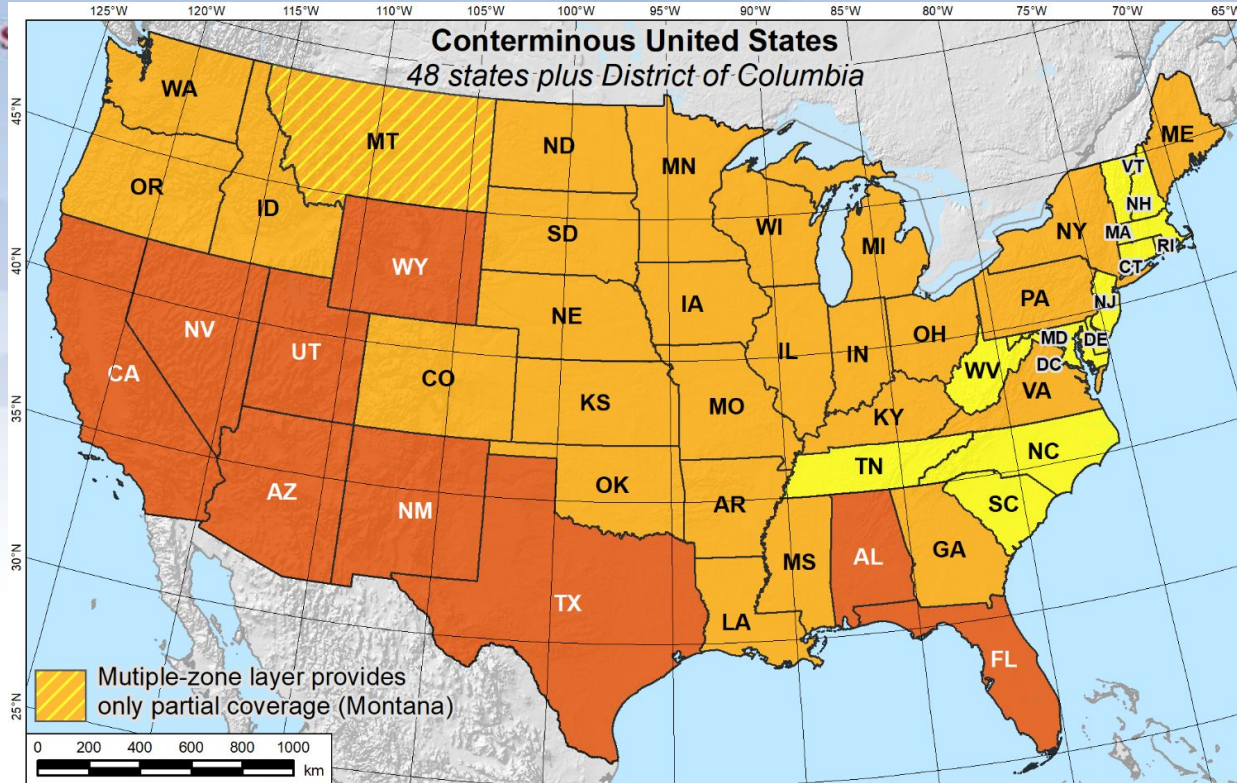 125°W 120°W 115°W 110°W 105°W 100°W 95°W 90°W 85°W 80°W 75°W 70°W 65°W
Conterminous United States
48 states plus District of Columbia
45°N
40°N
35°N
30°N
25°N
WA
MT
ND
MN
ME
VT
OR
ID
SD
WI
MI
NH
NY
MA
RI
CT
WY
IA
PA
NJ
NE
OH
NV
UT
IL
IN
MD
DE
DC
WV
CA
CO
KS
MO
KY
VA
TN
NC
AZ
NM
OK
AR
SC
MS
AL
GA
TX
LA
FL
Mutiple-zone layer provides
only partial coverage (Montana)
0 200 400 600 800 1000
km